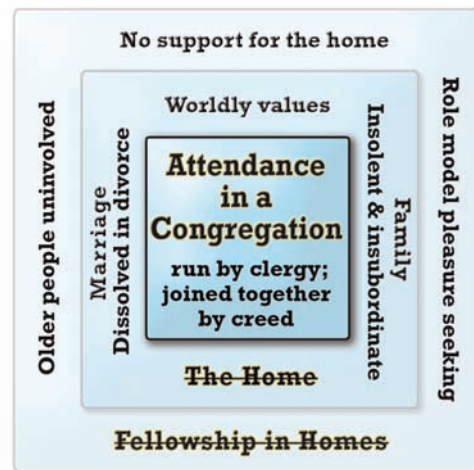 No support for the home
Older people uninvolved
Role model pleasure seeking
Worldly values
Marriage
Dissolved in divorce
Family
Insolent & insubordinate
Attendance
in a
Congregation
run by clergy;
joined together
by creed
The Home
Fellowship in Homes